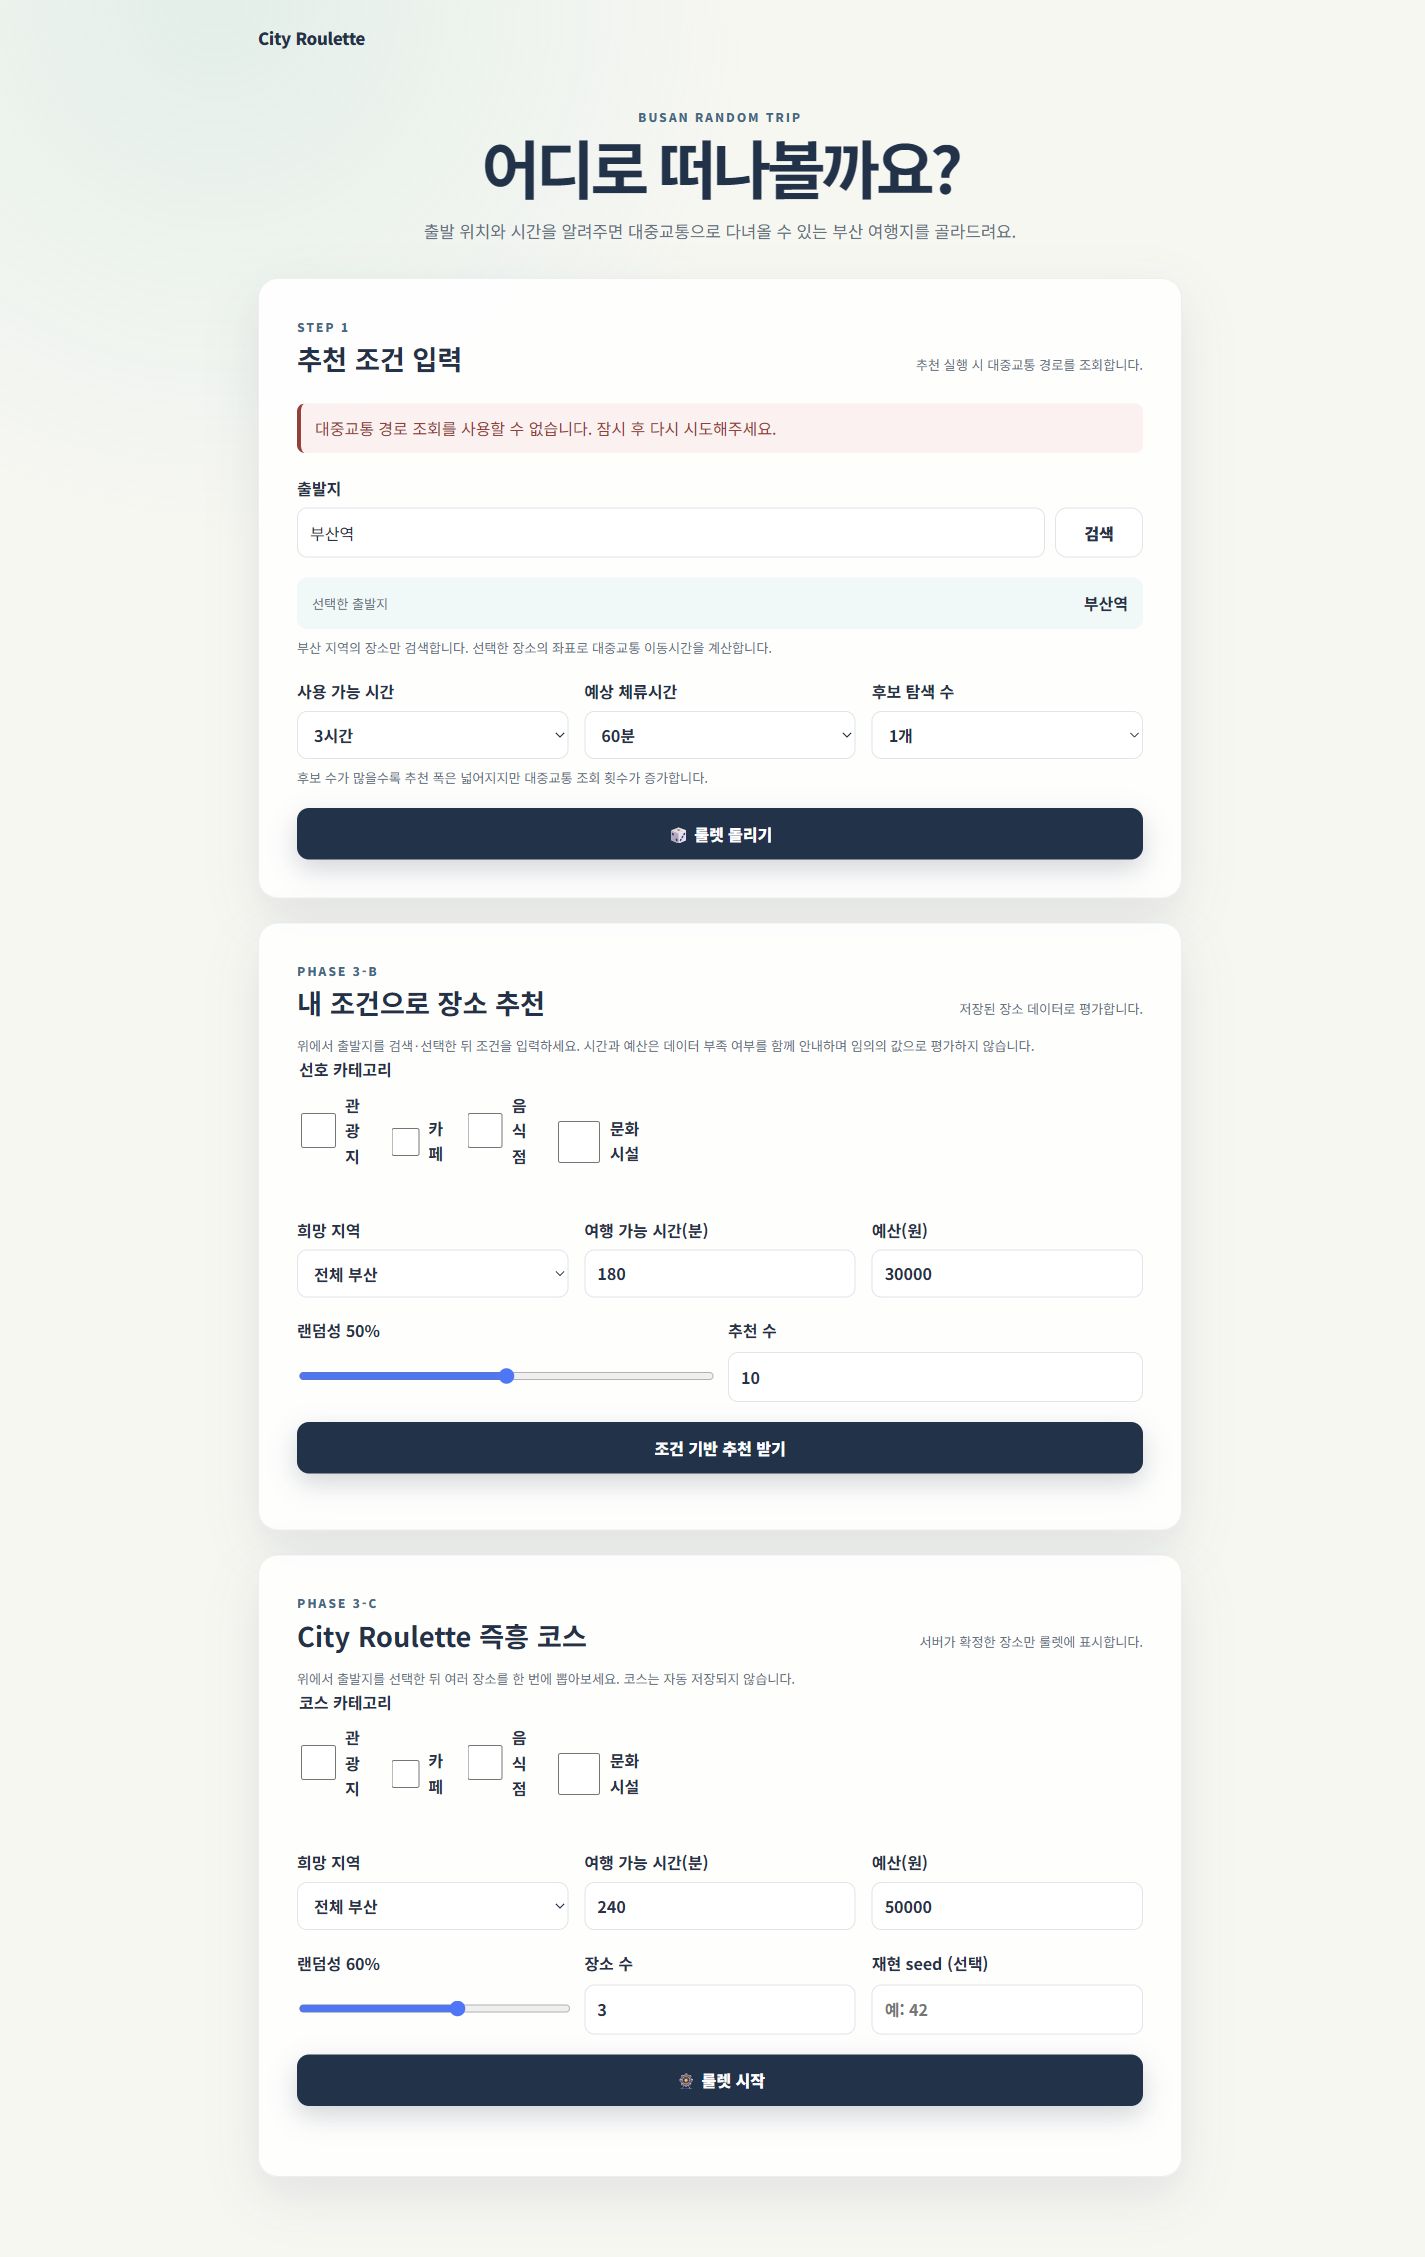 City Roulette
BUSAN RANDOM TRIP
어디로 떠나볼까요?
출발 위치와 시간을 알려주면 대중교통으로 다녀올 수 있는 부산 여행지를 골라드려요.
STEP 1
추천 조건 입력
추천 실행 시 대중교통 경로를 조회합니다.
대중교통 경로 조회를 사용할 수 없습니다. 잠시 후 다시 시도해주세요.
출발지
부산역
검색
선택한 출발지
부산역
부산 지역의 장소만 검색합니다. 선택한 장소의 좌표로 대중교통 이동시간을 계산합니다.
사용 가능 시간
예상 체류시간
후보 탐색 수
3시간
60분
1개
후보 수가 많을수록 추천 폭은 넓어지지만 대중교통 조회 횟수가 증가합니다.
🎲 룰렛 돌리기
PHASE 3-B
내 조건으로 장소 추천
저장된 장소 데이터로 평가합니다.
위에서 출발지를 검색·선택한 뒤 조건을 입력하세요. 시간과 예산은 데이터 부족 여부를 함께 안내하며 임의의 값으로 평가하지 않습니다.
선호 카테고리
관
광
지
카
페
음
식
점
문화
시설
희망 지역
여행 가능 시간(분)
예산(원)
전체 부산
180
30000
랜덤성 50%
추천 수
10
조건 기반 추천 받기
PHASE 3-C
City Roulette 즉흥 코스
서버가 확정한 장소만 룰렛에 표시합니다.
위에서 출발지를 선택한 뒤 여러 장소를 한 번에 뽑아보세요. 코스는 자동 저장되지 않습니다.
코스 카테고리
관
광
지
카
페
음
식
점
문화
시설
희망 지역
여행 가능 시간(분)
예산(원)
전체 부산
240
50000
랜덤성 60%
장소 수
재현 seed (선택)
3
예: 42
🎡 룰렛 시작